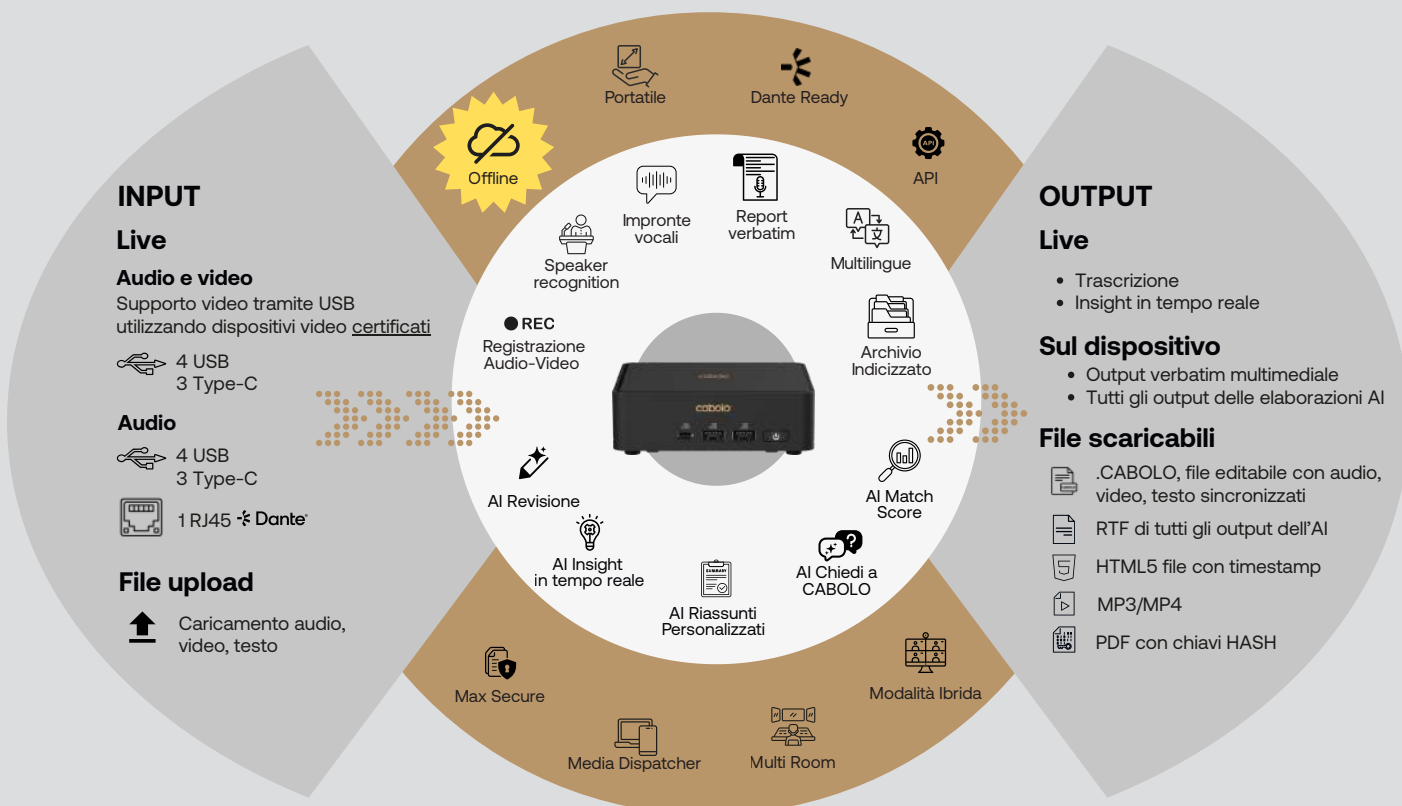 INPUT
Live
Audio e video
Supporto video tramite USB
utilizzando dispositivi video certificati
4 USB
3 Type-C
Audio
4 USB
3 Type-C
1 RJ45 Dante
File upload
Caricamento audio,
video, testo
Portatile
Dante Ready
Offline
API
API
Impronte
vocali
Report
verbatim
Speaker
recognition
A
文
Multilingue
REC
Registrazione
Audio-Video
Archivio
Indicizzato
cabolo
cabolo
AI Revisione
AI Match
Score
AI Insight
in tempo reale
?
AI Chiedi a
CABOLO
SUMMARY
AI Riassunti
Personalizzati
Max Secure
Modalità Ibrida
Media Dispatcher
Multi Room
OUTPUT
Live
• Trascrizione
• Insight in tempo reale
Sul dispositivo
• Output verbatim multimediale
• Tutti gli output delle elaborazioni AI
File scaricabili
.CABOLO, file editabile con audio,
video, testo sincronizzati
RTF di tutti gli output dell'AI
5
HTML5 file con timestamp
MP3/MP4
PDF con chiavi HASH